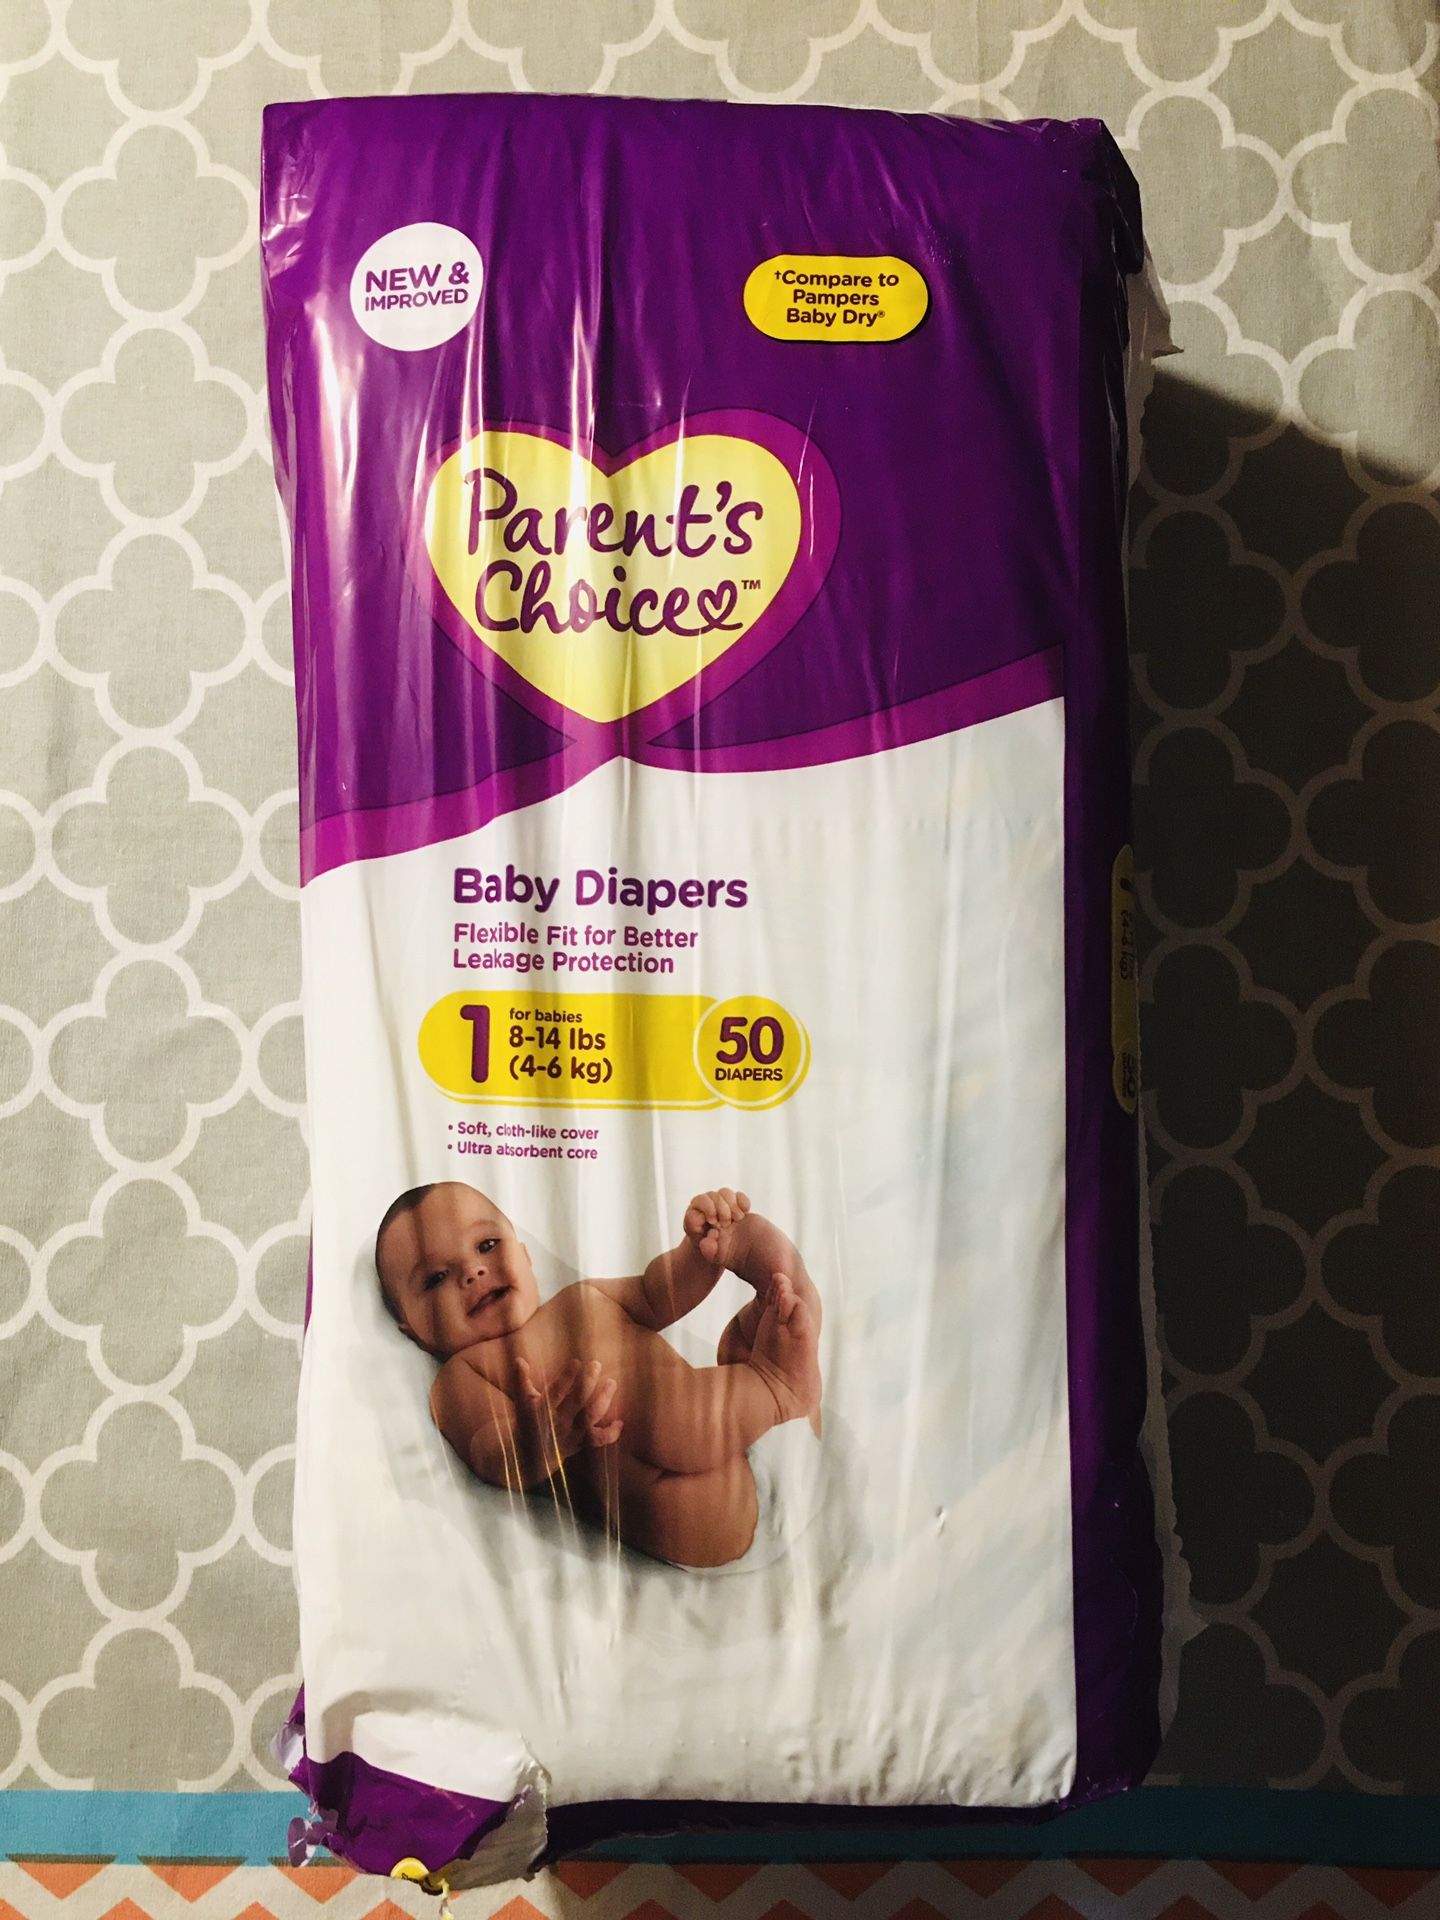 NEW &
IMPROVED
†Compare to
Pampers
Baby Dry®
Parent's
Choice™
Baby Diapers
Flexible Fit for Better
Leakage Protection
1
for babies
8-14 lbs
(4-6 kg)
50
DIAPERS
• Soft, cloth-like cover
• Ultra absorbent core